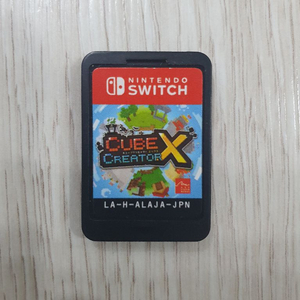 NINTENDO
SWITCH
CUBE
CREATOR X
LA-H-ALAJA-JPN